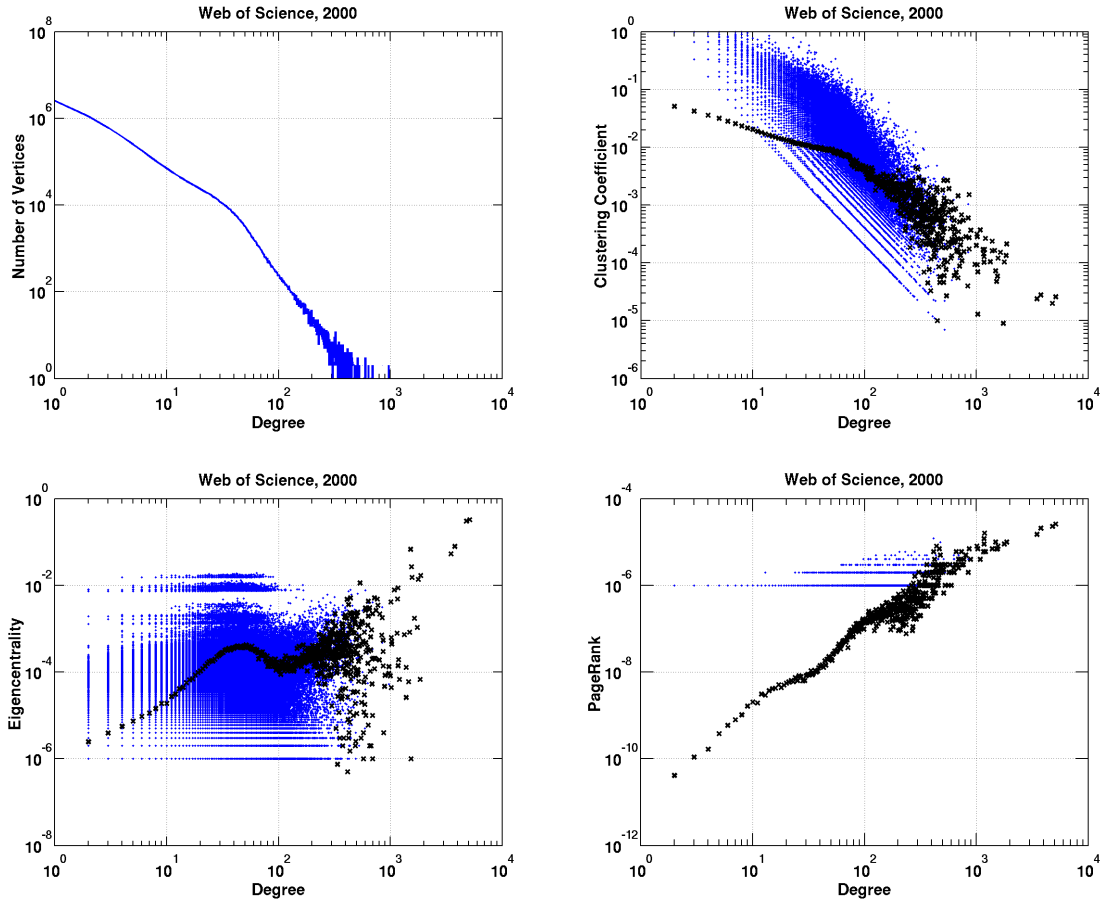 Web of Science, 2000
10^8
10^6
10^4
10^2
10^0
Number of Vertices
10^0 10^1 10^2 10^3 10^4
Degree
Web of Science, 2000
10^0
10^-1
10^-2
10^-3
10^-4
10^-5
10^-6
Clustering Coefficient
10^0 10^1 10^2 10^3 10^4
Degree
Web of Science, 2000
10^0
10^-2
10^-4
10^-6
10^-8
Eigencentrality
10^0 10^1 10^2 10^3 10^4
Degree
Web of Science, 2000
10^-4
10^-6
10^-8
10^-10
10^-12
PageRank
10^0 10^1 10^2 10^3 10^4
Degree